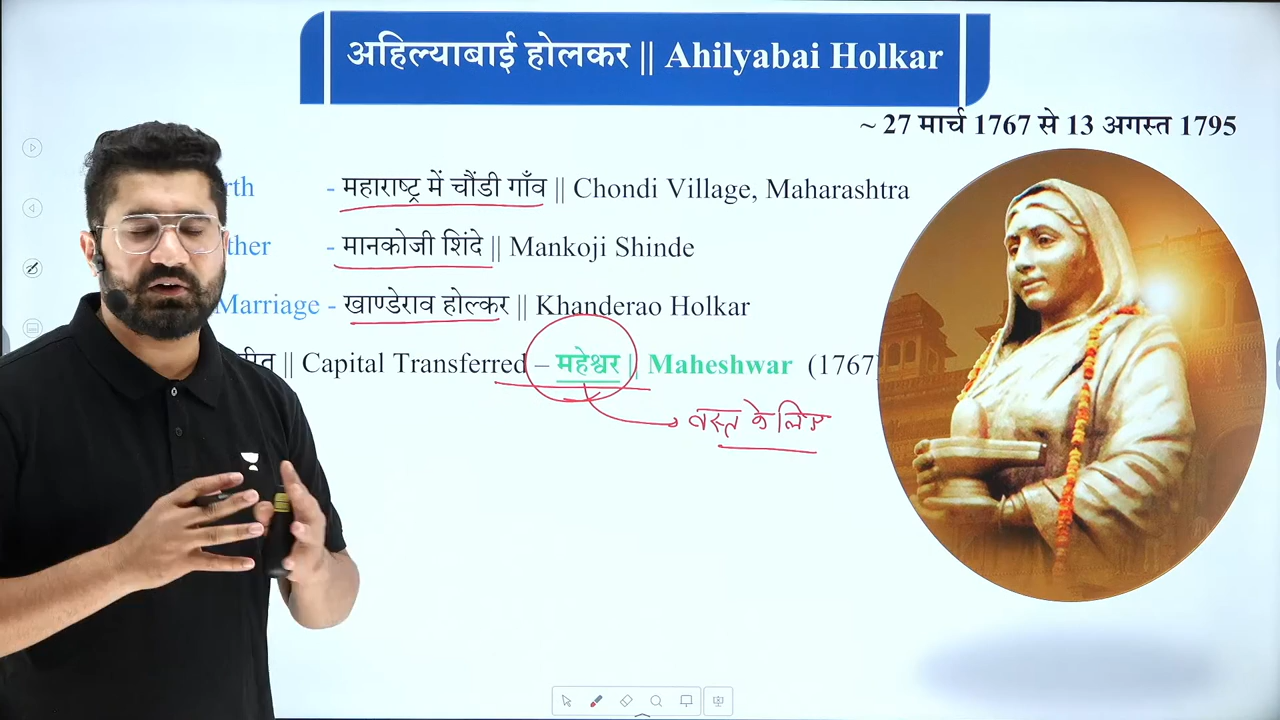 अहिल्याबाई होलकर || Ahilyabai Holkar
~ 27 मार्च 1767 से 13 अगस्त 1795
rth - महाराष्ट्र में चौंडी गाँव || Chondi Village, Maharashtra
ther - मानकोजी शिंदे || Mankoji Shinde
Marriage - खाण्डेराव होल्कर || Khanderao Holkar
|| Capital Transferred – महेश्वर || Maheshwar (1767
वस्त्र के लिए